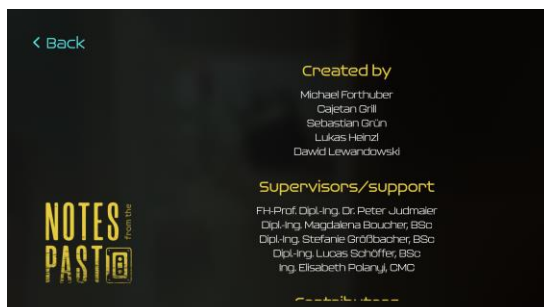 < Back
Created by
Michael Forthuber
Cajetan Grill
Sebastian Grün
Lukas Heinzl
Dawid Lewandowski
Supervisors/support
FH-Prof. Dipl.-Ing. Dr. Peter Judmaier
Dipl.-Ing. Magdalena Boucher, BSc
Dipl.-Ing. Stefanie Größbacher, BSc
Dipl.-Ing. Lucas Schöffer, BSc
Ing. Elisabeth Polanyi, CMC
NOTES
from the
PAST